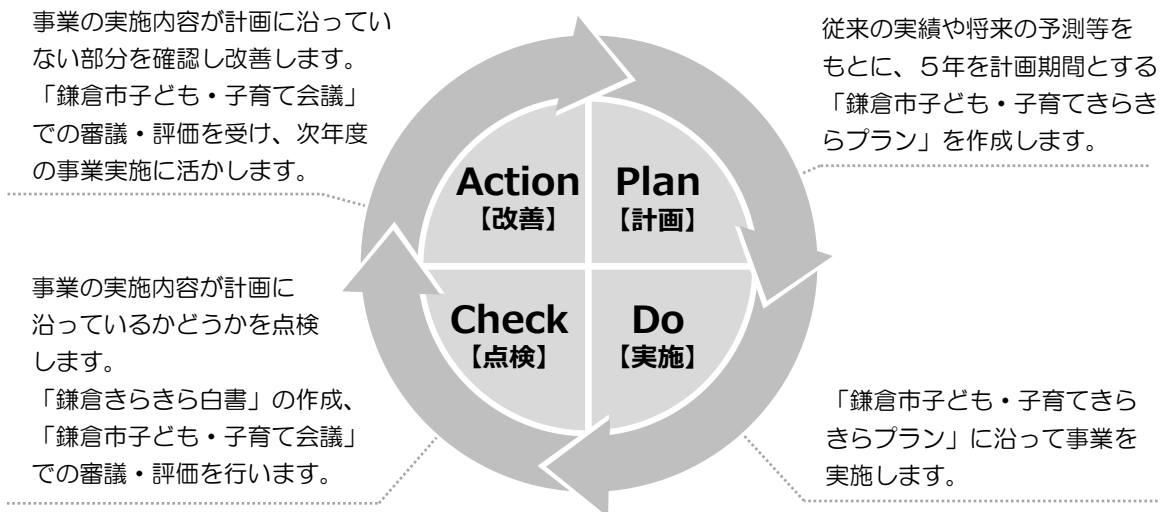 事業の実施内容が計画に沿ってい
ない部分を確認し改善します。
「鎌倉市子ども・子育て会議」
での審議・評価を受け、次年度
の事業実施に活かします。
従来の実績や将来の予測等を
もとに、５年を計画期間とする
「鎌倉市子ども・子育てきらき
らプラン」を作成します。
Action
【改善】
Plan
【計画】
Check
【点検】
Do
【実施】
事業の実施内容が計画に
沿っているかどうかを点検
します。
「鎌倉きらきら白書」の作成、
「鎌倉市子ども・子育て会議」
での審議・評価を行います。
「鎌倉市子ども・子育てきら
きらプラン」に沿って事業を
実施します。